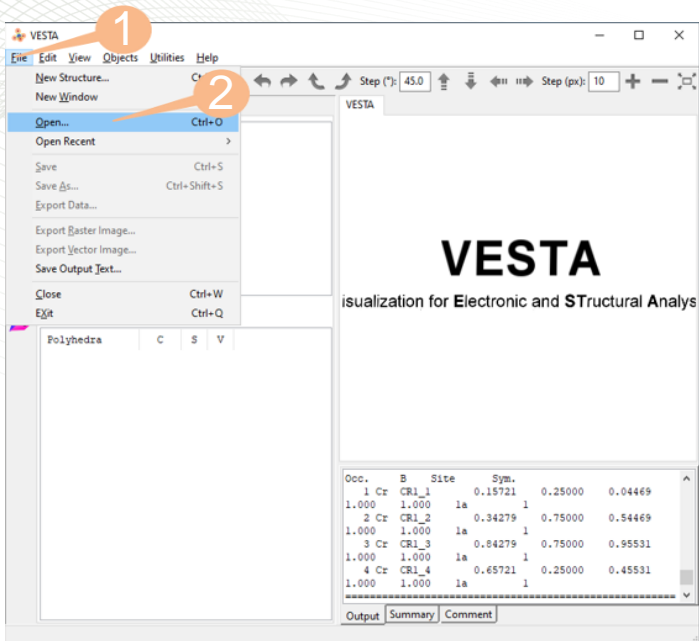 1
VESTA
File Edit View Objects Utilities Help
New Structure...
New Window
2
Open... Ctrl+O
Open Recent >
Save Ctrl+S
Save As... Ctrl+Shift+S
Export Data...
Export Raster Image...
Export Vector Image...
Save Output Text...
Close Ctrl+W
EXit Ctrl+Q
Polyhedra C S V
Step (°): 45.0 Step (px): 10
VESTA
VESTA
isualization for Electronic and STructural Analys
Occ. B Site Sym.
1 Cr CR1_1 0.15721 0.25000 0.04469
1.000 1.000 1a 1
2 Cr CR1_2 0.34279 0.75000 0.54469
1.000 1.000 1a 1
3 Cr CR1_3 0.84279 0.75000 0.95531
1.000 1.000 1a 1
4 Cr CR1_4 0.65721 0.25000 0.45531
1.000 1.000 1a 1
Output Summary Comment